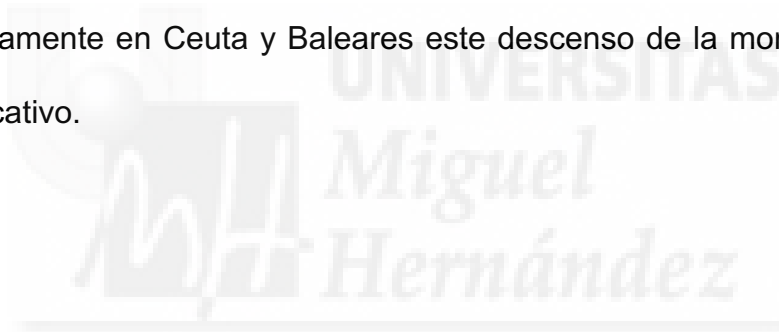 amente en Ceuta y Baleares este descenso de la mor
cativo.
UNIVERSITAS
Miguel
Hernández